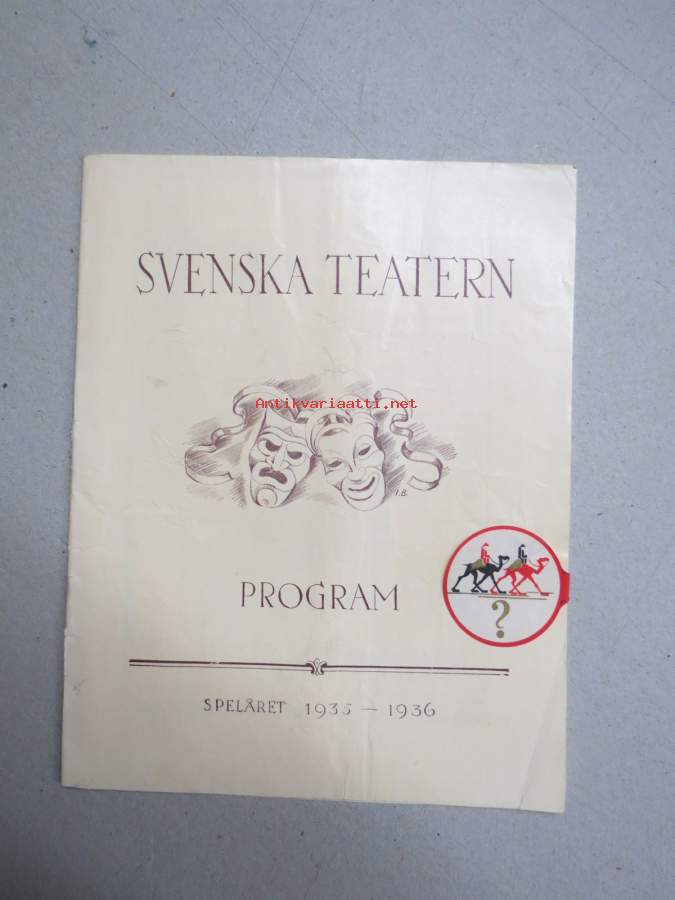 SVENSKA TEATERN
Antikvariaatti.net
I.B.
?
PROGRAM
SPELÅRET 1935 — 1936